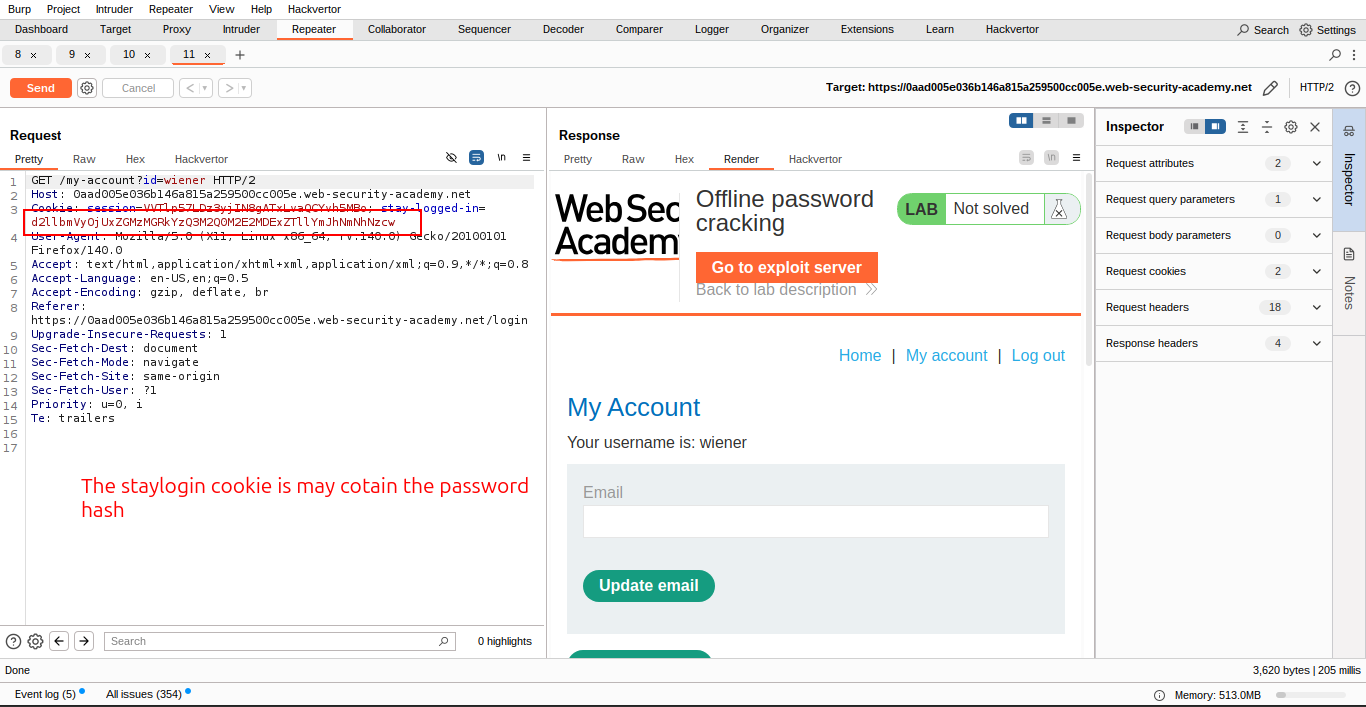 Burp Project Intruder Repeater View Help Hackvertor
Dashboard Target Proxy Intruder Repeater Collaborator Sequencer Decoder Comparer Logger Organizer Extensions Learn Hackvertor Search Settings
8 × 9 × 10 × 11 × +
Send Cancel < > Target: https://0aad005e036b146a815a259500cc005e.web-security-academy.net HTTP/2
Request
Pretty Raw Hex Hackvertor \n
1 GET /my-account?id=wiener HTTP/2
2 Host: 0aad005e036b146a815a259500cc005e.web-security-academy.net
3 Cookie: stay-logged-in=
4 User-Agent: Mozilla/5.0 (X11; Linux x86_64; rv:140.0) Gecko/20100101
Firefox/140.0
5 Accept: text/html,application/xhtml+xml,application/xml;q=0.9,*/*;q=0.8
6 Accept-Language: en-US,en;q=0.5
7 Accept-Encoding: gzip, deflate, br
8 Referer:
https://0aad005e036b146a815a259500cc005e.web-security-academy.net/login
9 Upgrade-Insecure-Requests: 1
10 Sec-Fetch-Dest: document
11 Sec-Fetch-Mode: navigate
12 Sec-Fetch-Site: same-origin
13 Sec-Fetch-User: ?1
14 Priority: u=0, i
15 Te: trailers
16
17
The staylogin cookie is may cotain the password
hash
Search 0 highlights
Response
Pretty Raw Hex Render Hackvertor \n
Web Sec
Academ
Offline password
cracking
LAB Not solved
Go to exploit server
Back to lab description
Home | My account | Log out
My Account
Your username is: wiener
Email
Update email
Inspector
Request attributes 2
Request query parameters 1
Request body parameters 0
Request cookies 2
Request headers 18
Response headers 4
Inspector
Notes
Done 3,620 bytes | 205 millis
Event log (5) All issues (354) Memory: 513.0MB